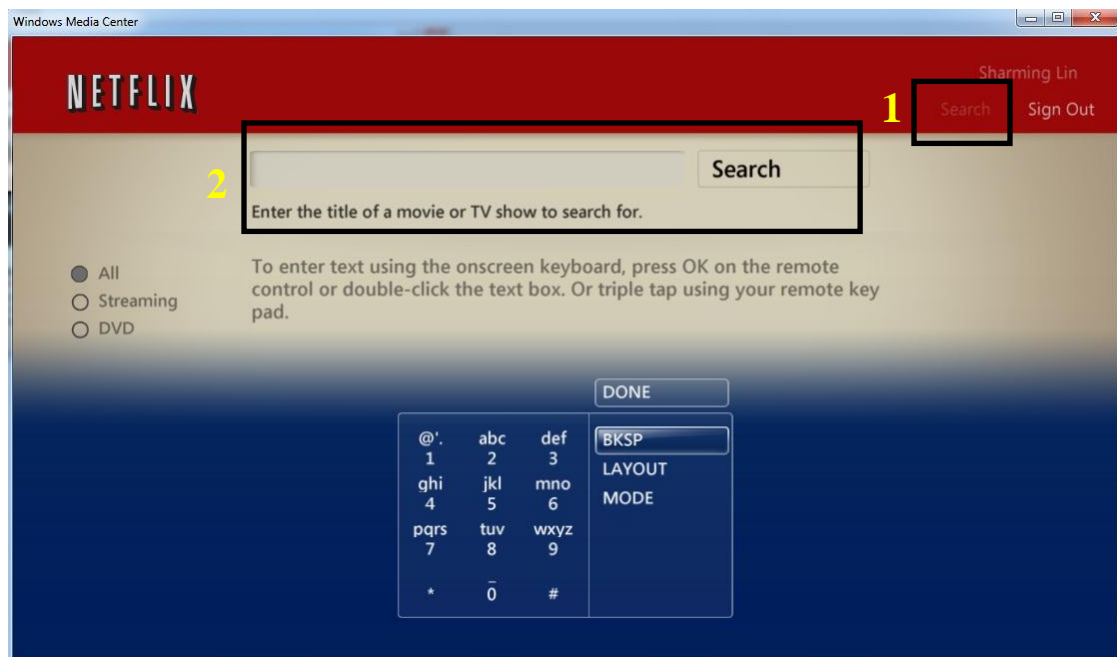 Windows Media Center
NETFLIX
Sharming Lin
1
Search
Sign Out
2
Search
Enter the title of a movie or TV show to search for.
All
Streaming
DVD
To enter text using the onscreen keyboard, press OK on the remote
control or double-click the text box. Or triple tap using your remote key
pad.
DONE
@'. abc def BKSP
1 2 3
ghi jkl mno LAYOUT
4 5 6 MODE
pqrs tuv wxyz
7 8 9
* 0 #